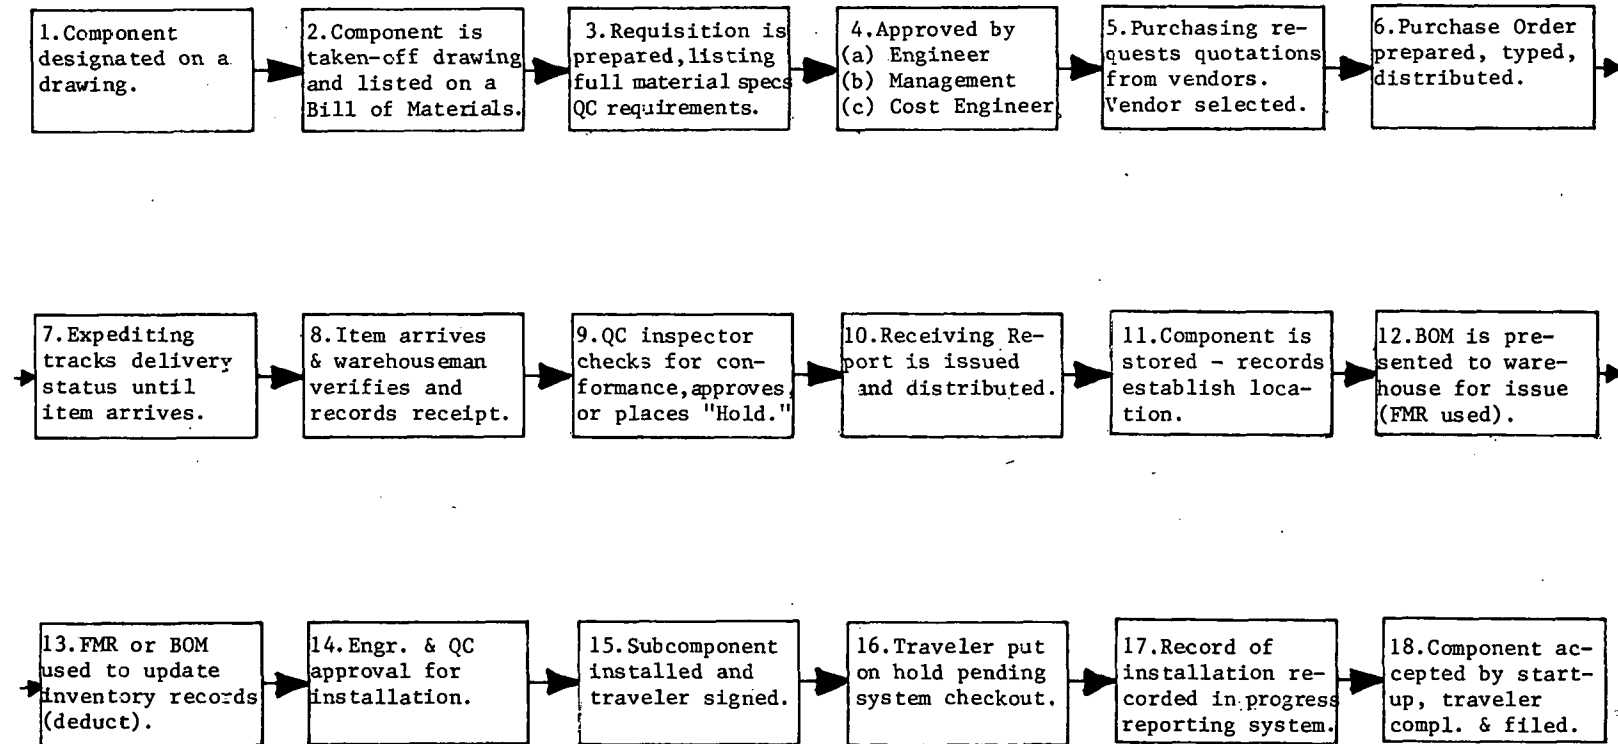 1.Component
designated on a
drawing.
2.Component is
taken-off drawing
and listed on a
Bill of Materials.
3.Requisition is
prepared,listing
full material specs
QC requirements.
4.Approved by
(a) Engineer
(b) Management
(c) Cost Engineer
5.Purchasing re-
quests quotations
from vendors.
Vendor selected.
6.Purchase Order
prepared, typed,
distributed.
7.Expediting
tracks delivery
status until
item arrives.
8.Item arrives
& warehouseman
verifies and
records receipt.
9.QC inspector
checks for con-
formance,approves,
or places "Hold."
10.Receiving Re-
port is issued
and distributed.
11.Component is
stored - records
establish loca-
tion.
12.BOM is pre-
sented to ware-
house for issue
(FMR used).
13.FMR or BOM
used to update
inventory records
(deduct).
14.Engr. & QC
approval for
installation.
15.Subcomponent
installed and
traveler signed.
16.Traveler put
on hold pending
system checkout.
17.Record of
installation re-
corded in progress
reporting system.
18.Component ac-
cepted by start-
up, traveler
compl. & filed.